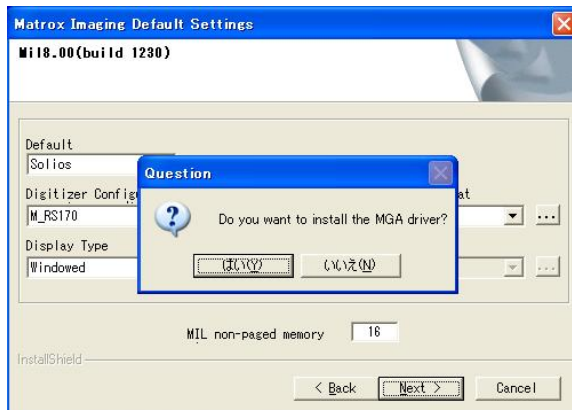 Matrox Imaging Default Settings
Mil8.00(build 1230)
Default
Solios
Digitizer Config
M_RS170
Display Type
Windowed
Question
Do you want to install the MGA driver?
はい(Y)
いいえ(N)
at
...
...
MIL non-paged memory
16
InstallShield
< Back
Next >
Cancel